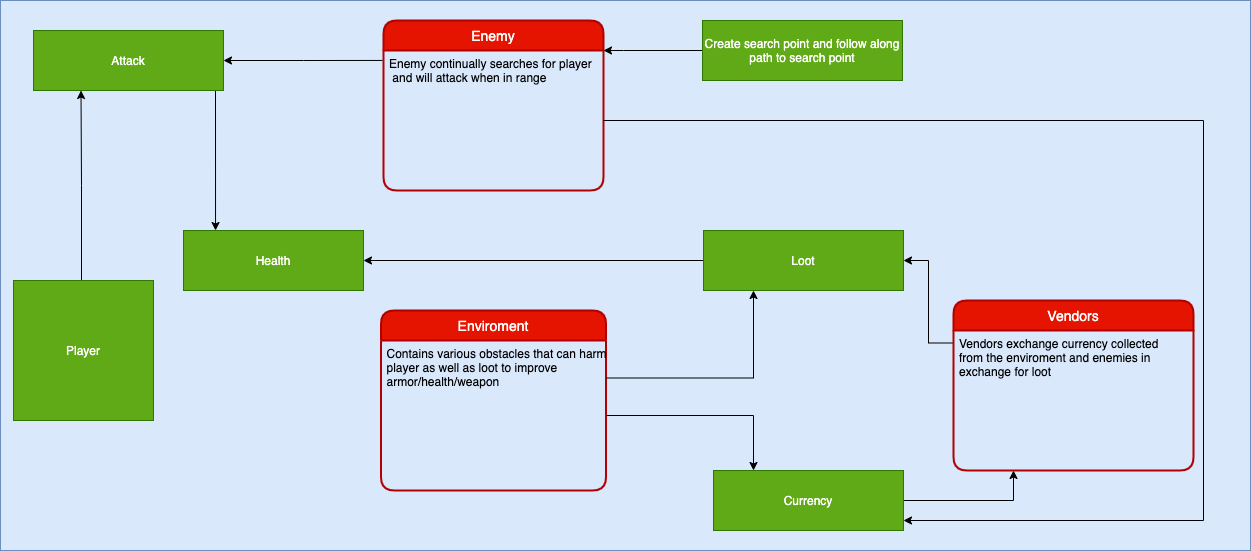 Enemy
Create search point and follow along
path to search point
Attack
Enemy continually searches for player
and will attack when in range
Health
Loot
Enviroment
Vendors
Contains various obstacles that can harm
player as well as loot to improve
armor/health/weapon
Vendors exchange currency collected
from the enviroment and enemies in
exchange for loot
Player
Currency